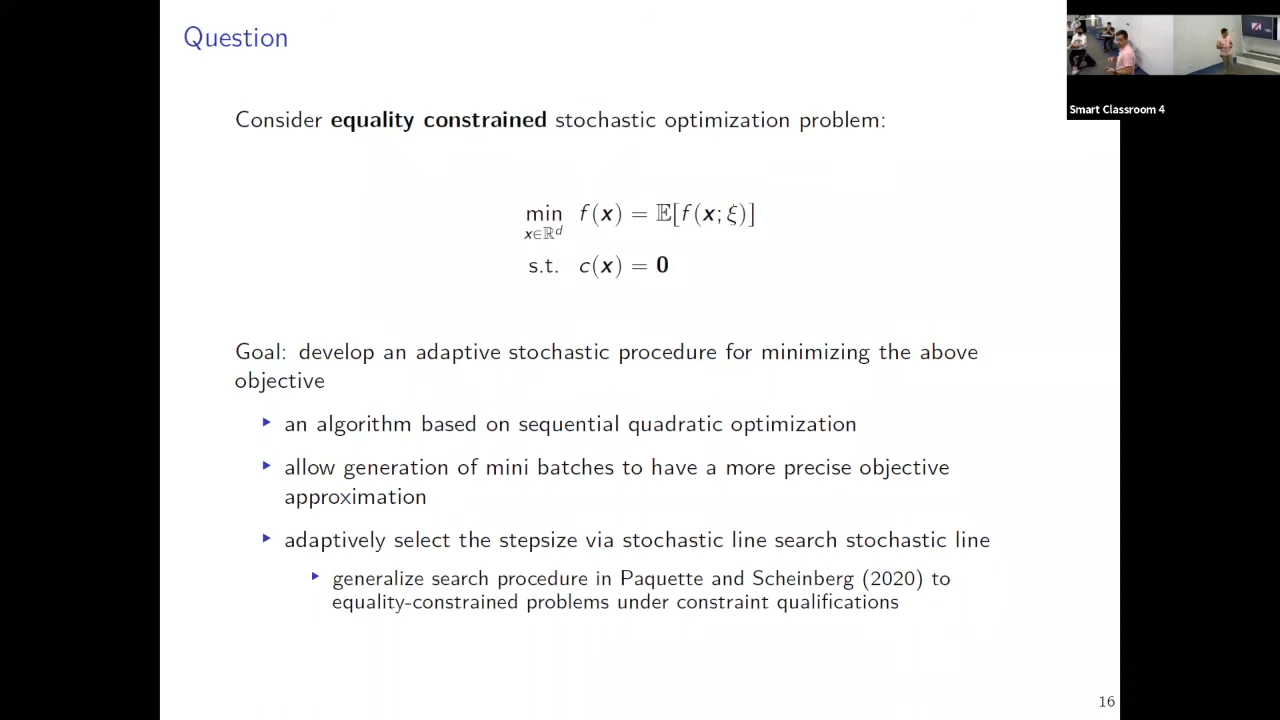 Question
Smart Classroom 4
Consider equality constrained stochastic optimization problem:
min f(x) = 𝔼[f(x; ξ)]
x∈ℝᵈ
s.t. c(x) = 0
Goal: develop an adaptive stochastic procedure for minimizing the above
objective
an algorithm based on sequential quadratic optimization
allow generation of mini batches to have a more precise objective
approximation
adaptively select the stepsize via stochastic line search stochastic line
generalize search procedure in Paquette and Scheinberg (2020) to
equality-constrained problems under constraint qualifications
16